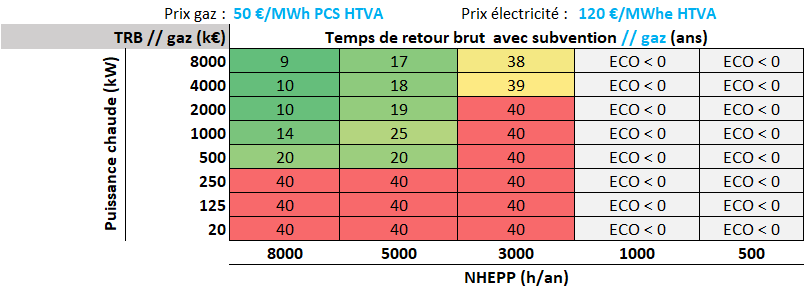 Prix gaz : 50 €/MWh PCS HTVA Prix électricité : 120 €/MWhe HTVA
TRB // gaz (k€) Temps de retour brut avec subvention // gaz (ans)
Puissance chaude (kW)
8000 9 17 38 ECO < 0 ECO < 0
4000 10 18 39 ECO < 0 ECO < 0
2000 10 19 40 ECO < 0 ECO < 0
1000 14 25 40 ECO < 0 ECO < 0
500 20 20 40 ECO < 0 ECO < 0
250 40 40 40 ECO < 0 ECO < 0
125 40 40 40 ECO < 0 ECO < 0
20 40 40 40 ECO < 0 ECO < 0
8000 5000 3000 1000 500
NHEPP (h/an)